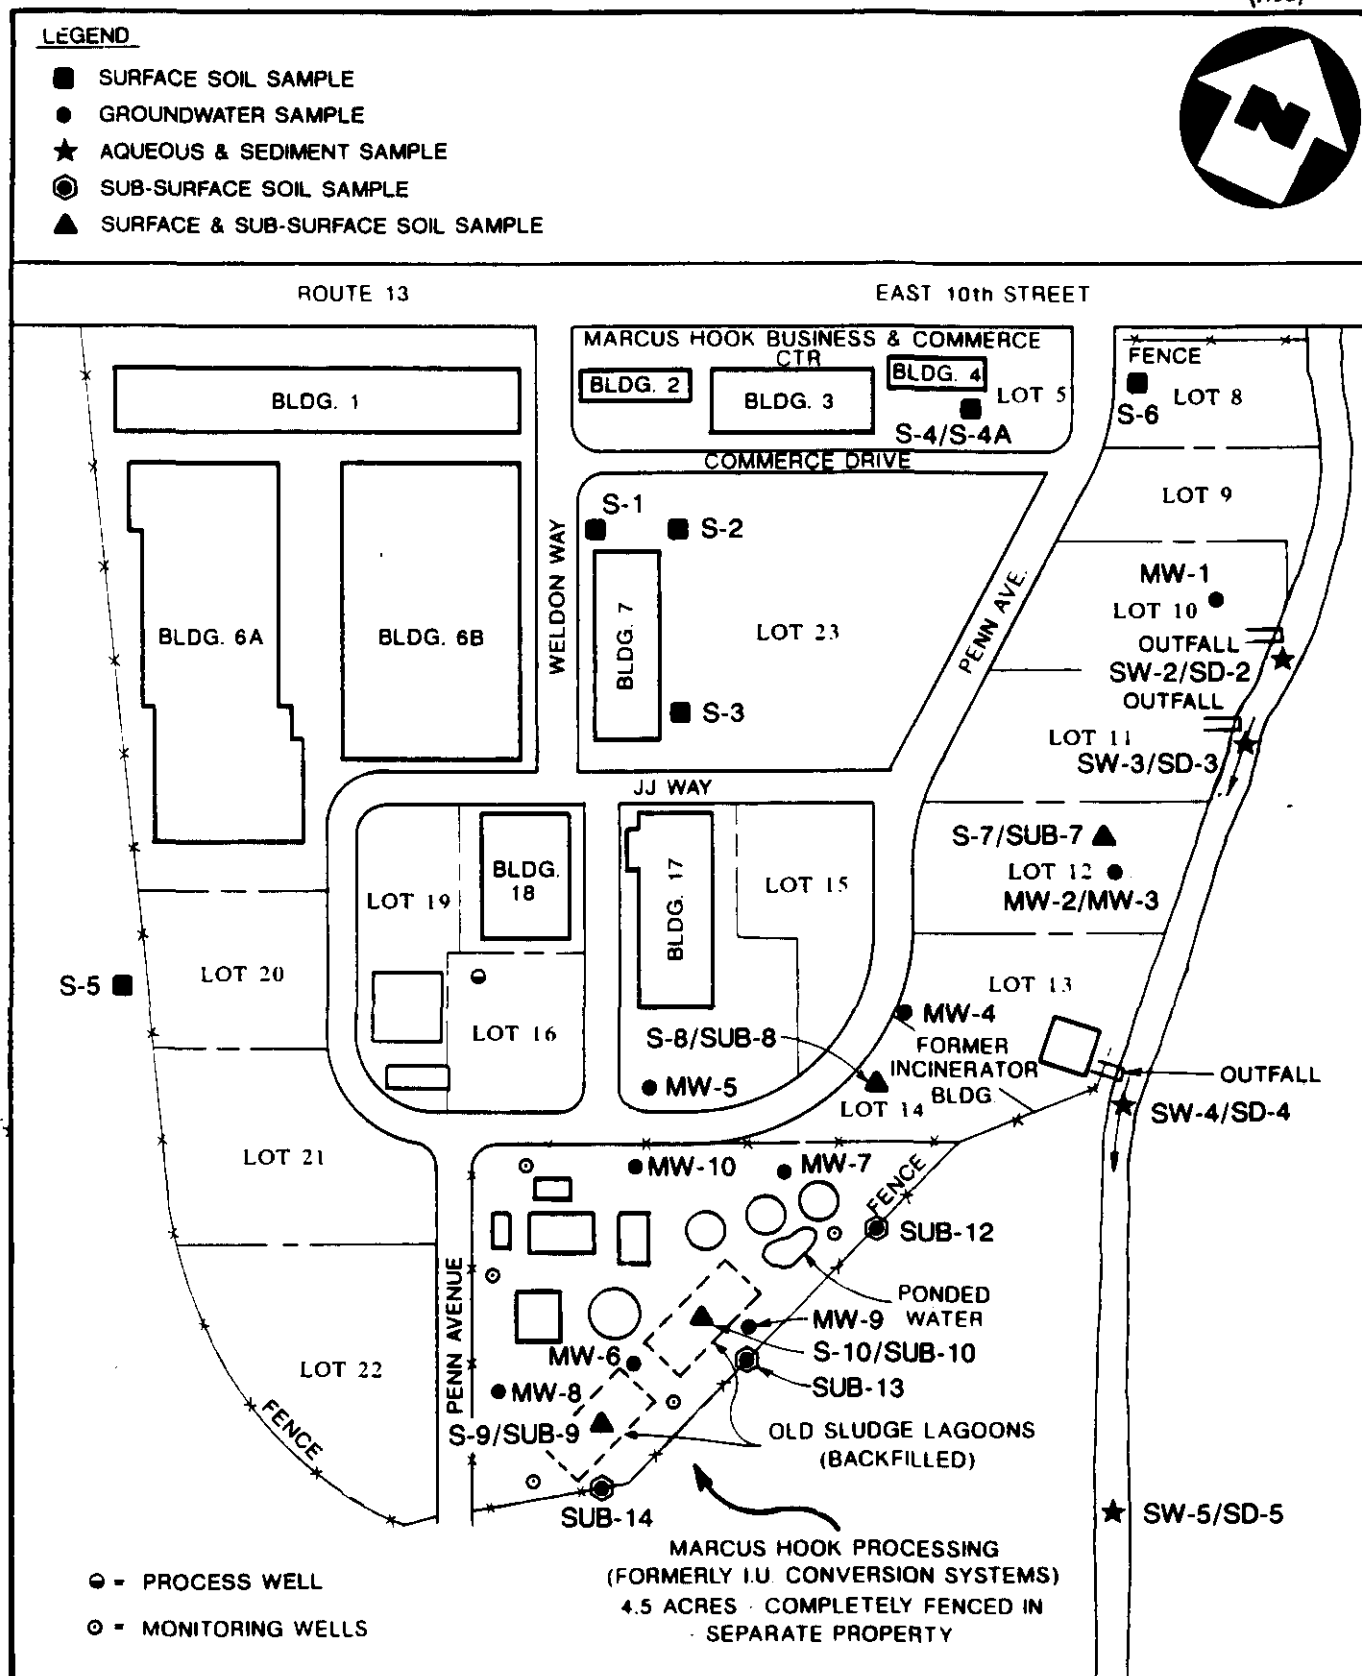 LEGEND
SURFACE SOIL SAMPLE
GROUNDWATER SAMPLE
AQUEOUS & SEDIMENT SAMPLE
SUB-SURFACE SOIL SAMPLE
SURFACE & SUB-SURFACE SOIL SAMPLE
N
ROUTE 13
EAST 10th STREET
MARCUS HOOK BUSINESS & COMMERCE
CTR
FENCE
BLDG. 1
BLDG. 2
BLDG. 3
BLDG. 4
LOT 5
S-4/S-4A
S-6
LOT 8
COMMERCE DRIVE
LOT 9
S-1
S-2
WELDON WAY
BLDG. 6A
BLDG. 6B
BLDG. 7
LOT 23
S-3
PENN AVE.
MW-1
LOT 10
OUTFALL
SW-2/SD-2
OUTFALL
LOT 11
SW-3/SD-3
JJ WAY
S-7/SUB-7
LOT 12
MW-2/MW-3
LOT 19
BLDG.
18
BLDG. 17
LOT 15
S-5
LOT 20
LOT 16
LOT 13
MW-4
S-8/SUB-8
FORMER
INCINERATOR
BLDG.
MW-5
LOT 14
OUTFALL
SW-4/SD-4
LOT 21
MW-10
MW-7
FENCE
SUB-12
PENN AVENUE
PONDED
WATER
MW-9
S-10/SUB-10
MW-6
SUB-13
LOT 22
MW-8
S-9/SUB-9
FENCE
OLD SLUDGE LAGOONS
(BACKFILLED)
SUB-14
SW-5/SD-5
MARCUS HOOK PROCESSING
(FORMERLY I.U. CONVERSION SYSTEMS)
4.5 ACRES - COMPLETELY FENCED IN
- SEPARATE PROPERTY
= PROCESS WELL
= MONITORING WELLS